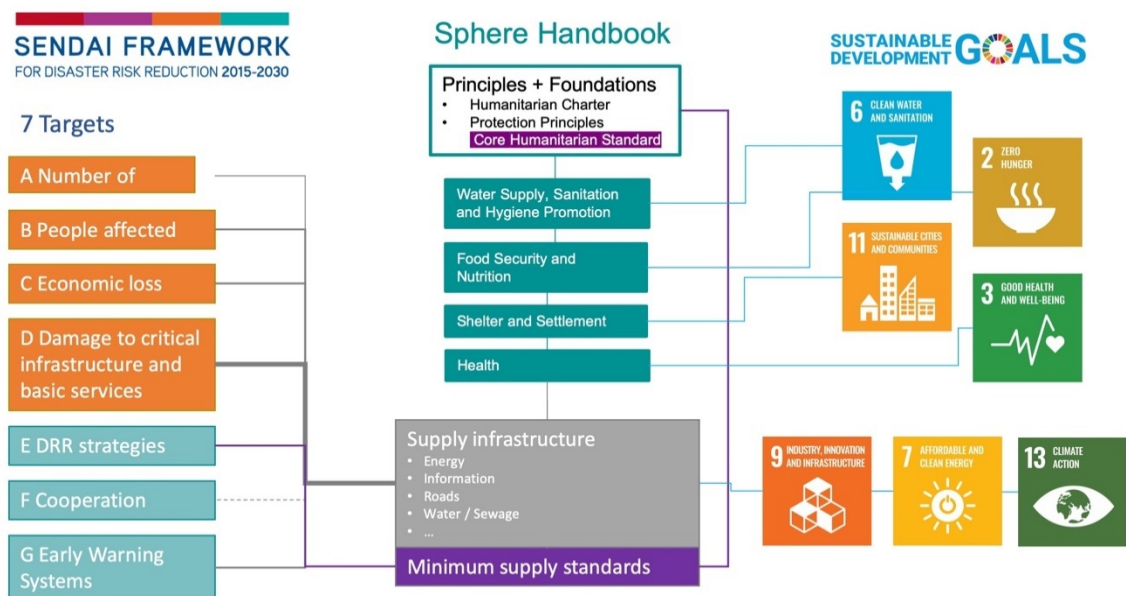 SENDAI FRAMEWORK
FOR DISASTER RISK REDUCTION 2015-2030
7 Targets
A Number of
B People affected
C Economic loss
D Damage to critical
infrastructure and
basic services
E DRR strategies
F Cooperation
G Early Warning
Systems
Sphere Handbook
Principles + Foundations
• Humanitarian Charter
• Protection Principles
Core Humanitarian Standard
Water Supply, Sanitation
and Hygiene Promotion
Food Security and
Nutrition
Shelter and Settlement
Health
Supply infrastructure
• Energy
• Information
• Roads
• Water / Sewage
• ...
Minimum supply standards
SUSTAINABLE
DEVELOPMENT GOALS
6 CLEAN WATER
AND SANITATION
2 ZERO
HUNGER
11 SUSTAINABLE CITIES
AND COMMUNITIES
3 GOOD HEALTH
AND WELL-BEING
9 INDUSTRY, INNOVATION
AND INFRASTRUCTURE
7 AFFORDABLE AND
CLEAN ENERGY
13 CLIMATE
ACTION